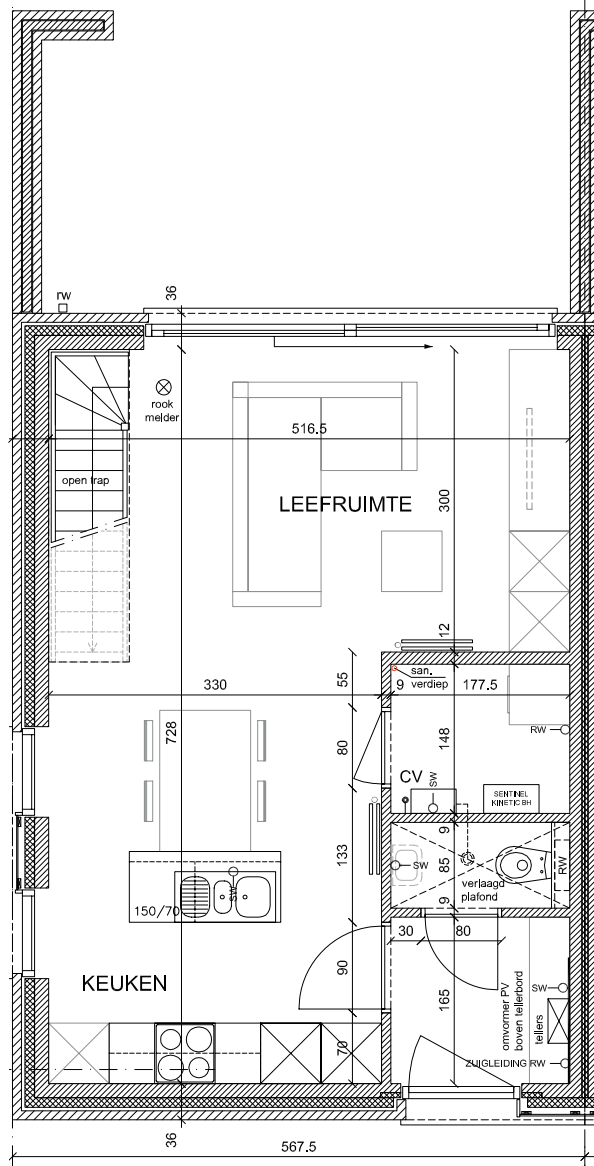 36
rw
rook
melder
516.5
open trap
LEEFRUIMTE
300
12
san.
verdiep
55
330
9
177.5
728
80
148
RW
CV
SW
SENTINEL
KINETIC BH
9
133
85
SW
RW
verlaagd
plafond
SW
150/70
9
30
80
KEUKEN
90
165
SW
omvormer PV
boven tellerbord
tellers
70
ZUIGLEIDING RW
36
567.5